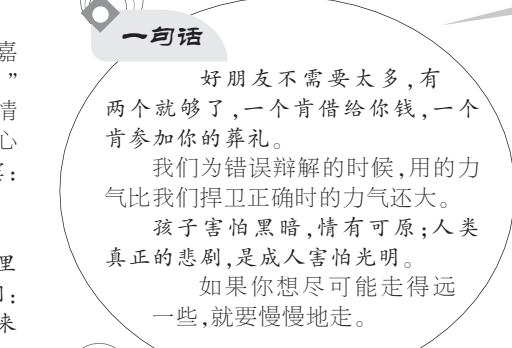 一句话
好朋友不需要太多,有
两个就够了,一个肯借给你钱,一个
肯参加你的葬礼。
我们为错误辩解的时候,用的力
气比我们捍卫正确时的力气还大。
孩子害怕黑暗,情有可原;人类
真正的悲剧,是成人害怕光明。
如果你想尽可能走得远
一些,就要慢慢地走。
嘉
”
情
心
里
来